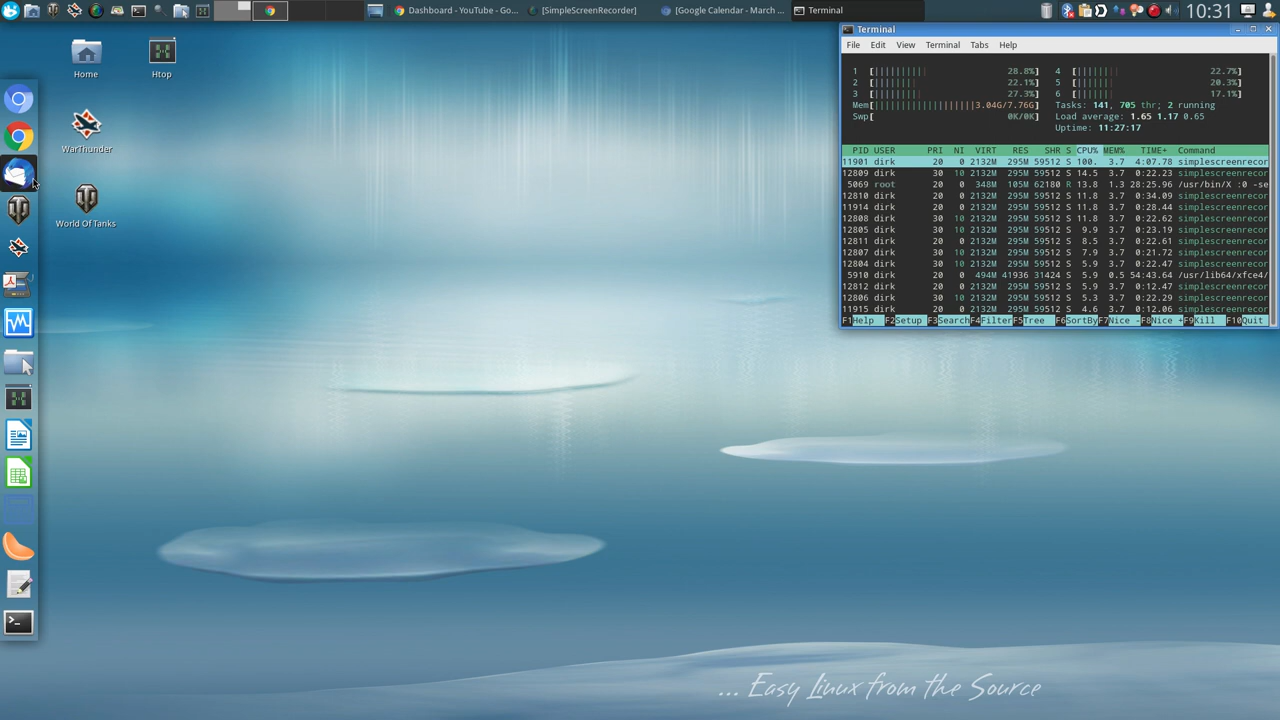 Dashboard - YouTube - Go... [SimpleScreenRecorder] [Google Calendar - March ... Terminal 10:31
Home
Htop
WarThunder
World Of Tanks
Terminal
File Edit View Terminal Tabs Help
1 [ 28.8%] 4 [ 22.7%]
2 [ 22.1%] 5 [ 20.3%]
3 [ 27.3%] 6 [ 17.1%]
Mem[ 3.04G/7.76G] Tasks: 141, 705 thr; 2 running
Swp[ 0K/0K] Load average: 1.65 1.17 0.65
Uptime: 11:27:17
PID USER PRI NI VIRT RES SHR S CPU% MEM% TIME+ Command
11901 dirk 20 0 2132M 295M 59512 S 100. 3.7 4:07.78 simplescreenrecor
12809 dirk 30 10 2132M 295M 59512 S 14.5 3.7 0:22.23 simplescreenrecor
5069 root 20 0 348M 105M 62180 R 13.8 1.3 28:25.96 /usr/bin/X :0 -se
12810 dirk 20 0 2132M 295M 59512 S 11.8 3.7 0:34.09 simplescreenrecor
11914 dirk 20 0 2132M 295M 59512 S 11.8 3.7 0:28.44 simplescreenrecor
12808 dirk 30 10 2132M 295M 59512 S 11.8 3.7 0:22.62 simplescreenrecor
12805 dirk 30 10 2132M 295M 59512 S 9.9 3.7 0:23.19 simplescreenrecor
12811 dirk 20 0 2132M 295M 59512 S 8.5 3.7 0:22.61 simplescreenrecor
12807 dirk 30 10 2132M 295M 59512 S 7.9 3.7 0:21.72 simplescreenrecor
12804 dirk 30 10 2132M 295M 59512 S 5.9 3.7 0:22.47 simplescreenrecor
5910 dirk 20 0 494M 41936 31424 S 5.9 0.5 54:43.64 /usr/lib64/xfce4/
12812 dirk 20 0 2132M 295M 59512 S 5.9 3.7 0:12.47 simplescreenrecor
12806 dirk 30 10 2132M 295M 59512 S 5.3 3.7 0:22.29 simplescreenrecor
11915 dirk 20 0 2132M 295M 59512 S 4.6 3.7 0:12.06 simplescreenrecor
F1Help F2Setup F3SearchF4FilterF5Tree F6SortByF7Nice -F8Nice +F9Kill F10Quit
... Easy Linux from the Source